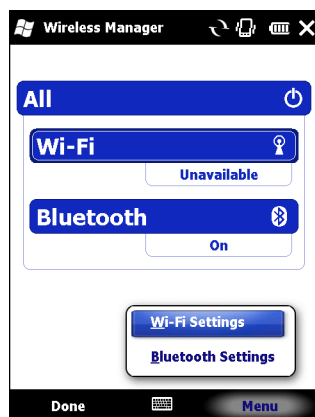 Wireless Manager
All
Wi-Fi
Unavailable
Bluetooth
On
Wi-Fi Settings
Bluetooth Settings
Done Menu